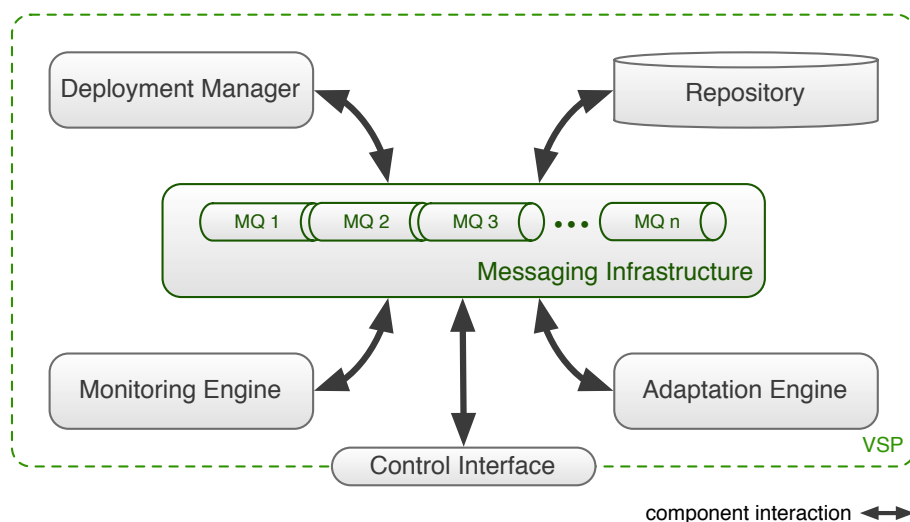 Deployment Manager
Repository
MQ 1
MQ 2
MQ 3
MQ n
Messaging Infrastructure
Monitoring Engine
Adaptation Engine
VSP
Control Interface
component interaction